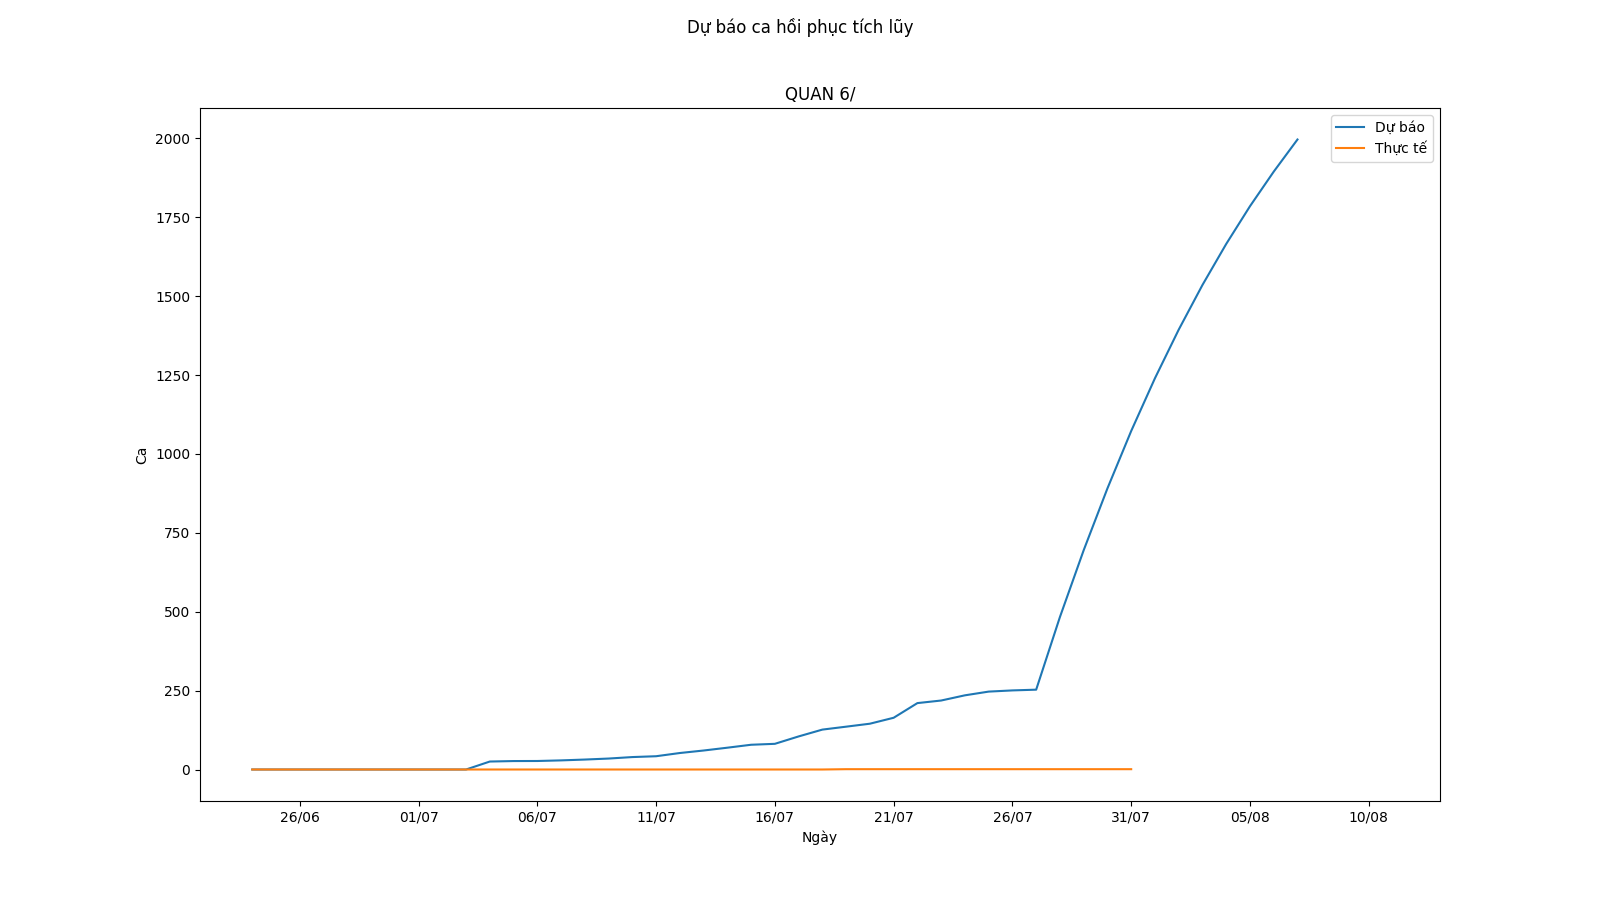 Dự báo ca hồi phục tích lũy
QUAN 6/
Dự báo
Thực tế
2000
1750
1500
1250
1000
750
500
250
0
Ca
26/06 01/07 06/07 11/07 16/07 21/07 26/07 31/07 05/08 10/08
Ngày